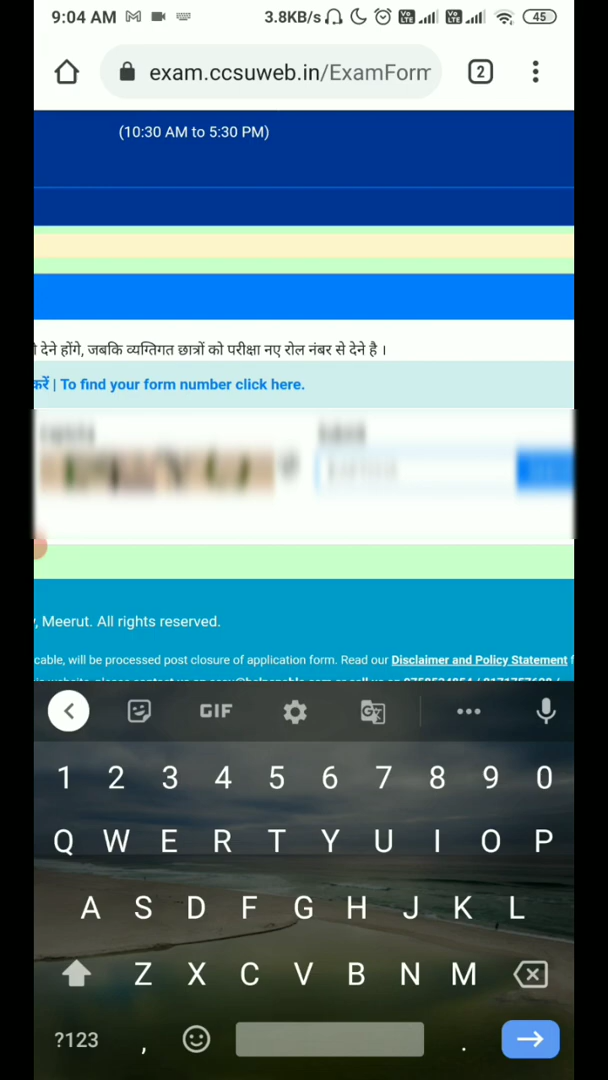 9:04 AM 3.8KB/s 45
exam.ccsuweb.in/ExamForm 2
(10:30 AM to 5:30 PM)
देने होंगे, जबकि व्यग्तिगत छात्रों को परीक्षा नए रोल नंबर से देने है ।
करें | To find your form number click here.
, Meerut. All rights reserved.
cable, will be processed post closure of application form. Read our Disclaimer and Policy Statement f
GIF
1 2 3 4 5 6 7 8 9 0
Q W E R T Y U I O P
A S D F G H J K L
Z X C V B N M
?123 , .